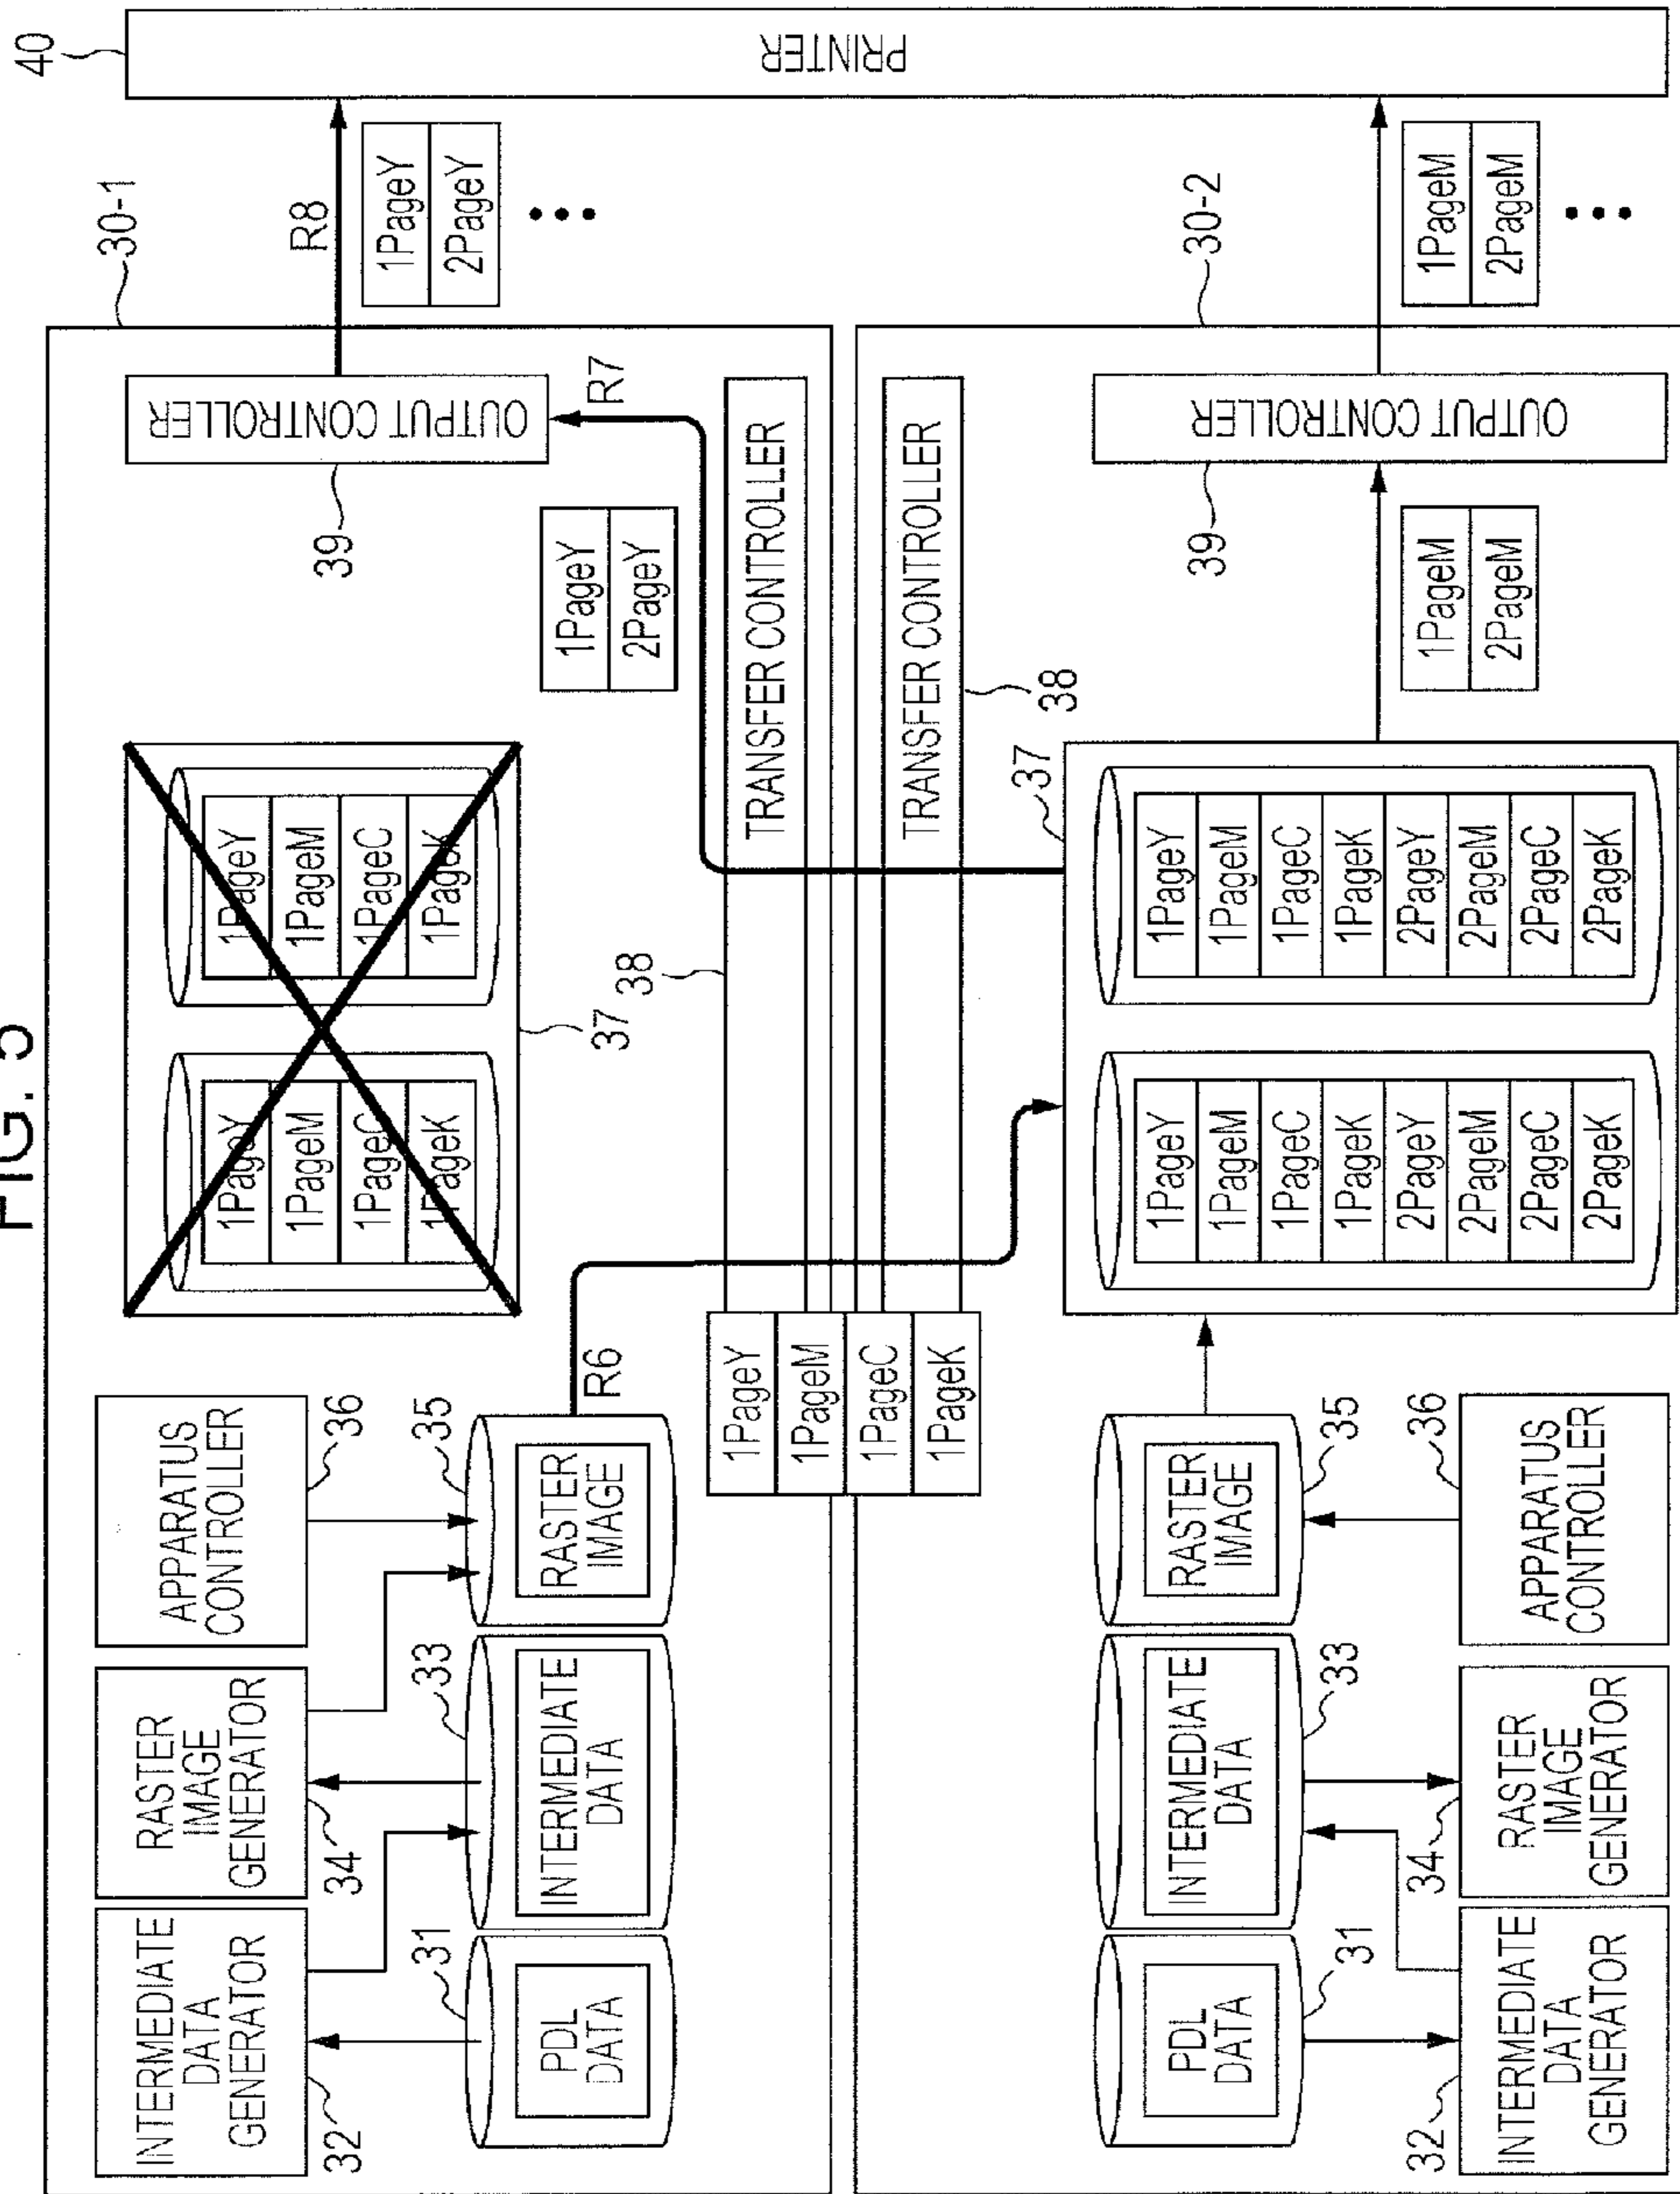 FIG. 5
30-1
INTERMEDIATE
DATA
GENERATOR
32
RASTER
IMAGE
GENERATOR
34
APPARATUS
CONTROLLER
36
PDL
DATA
31
INTERMEDIATE
DATA
33
RASTER
IMAGE
35
R6
1PageY
1PageM
1PageC
1PageK
1PageY
1PageM
1PageC
1PageK
37
1PageY
2PageY
OUTPUT CONTROLLER
39
R7
R8
1PageY
2PageY
PRINTER
40
38
TRANSFER CONTROLLER
1PageY
1PageM
1PageC
1PageK
TRANSFER CONTROLLER
38
30-2
PDL
DATA
31
INTERMEDIATE
DATA
33
RASTER
IMAGE
35
INTERMEDIATE
DATA
GENERATOR
32
RASTER
IMAGE
GENERATOR
34
APPARATUS
CONTROLLER
36
37
1PageY
1PageM
1PageC
1PageK
2PageY
2PageM
2PageC
2PageK
1PageY
1PageM
1PageC
1PageK
2PageY
2PageM
2PageC
2PageK
1PageM
2PageM
OUTPUT CONTROLLER
39
1PageM
2PageM